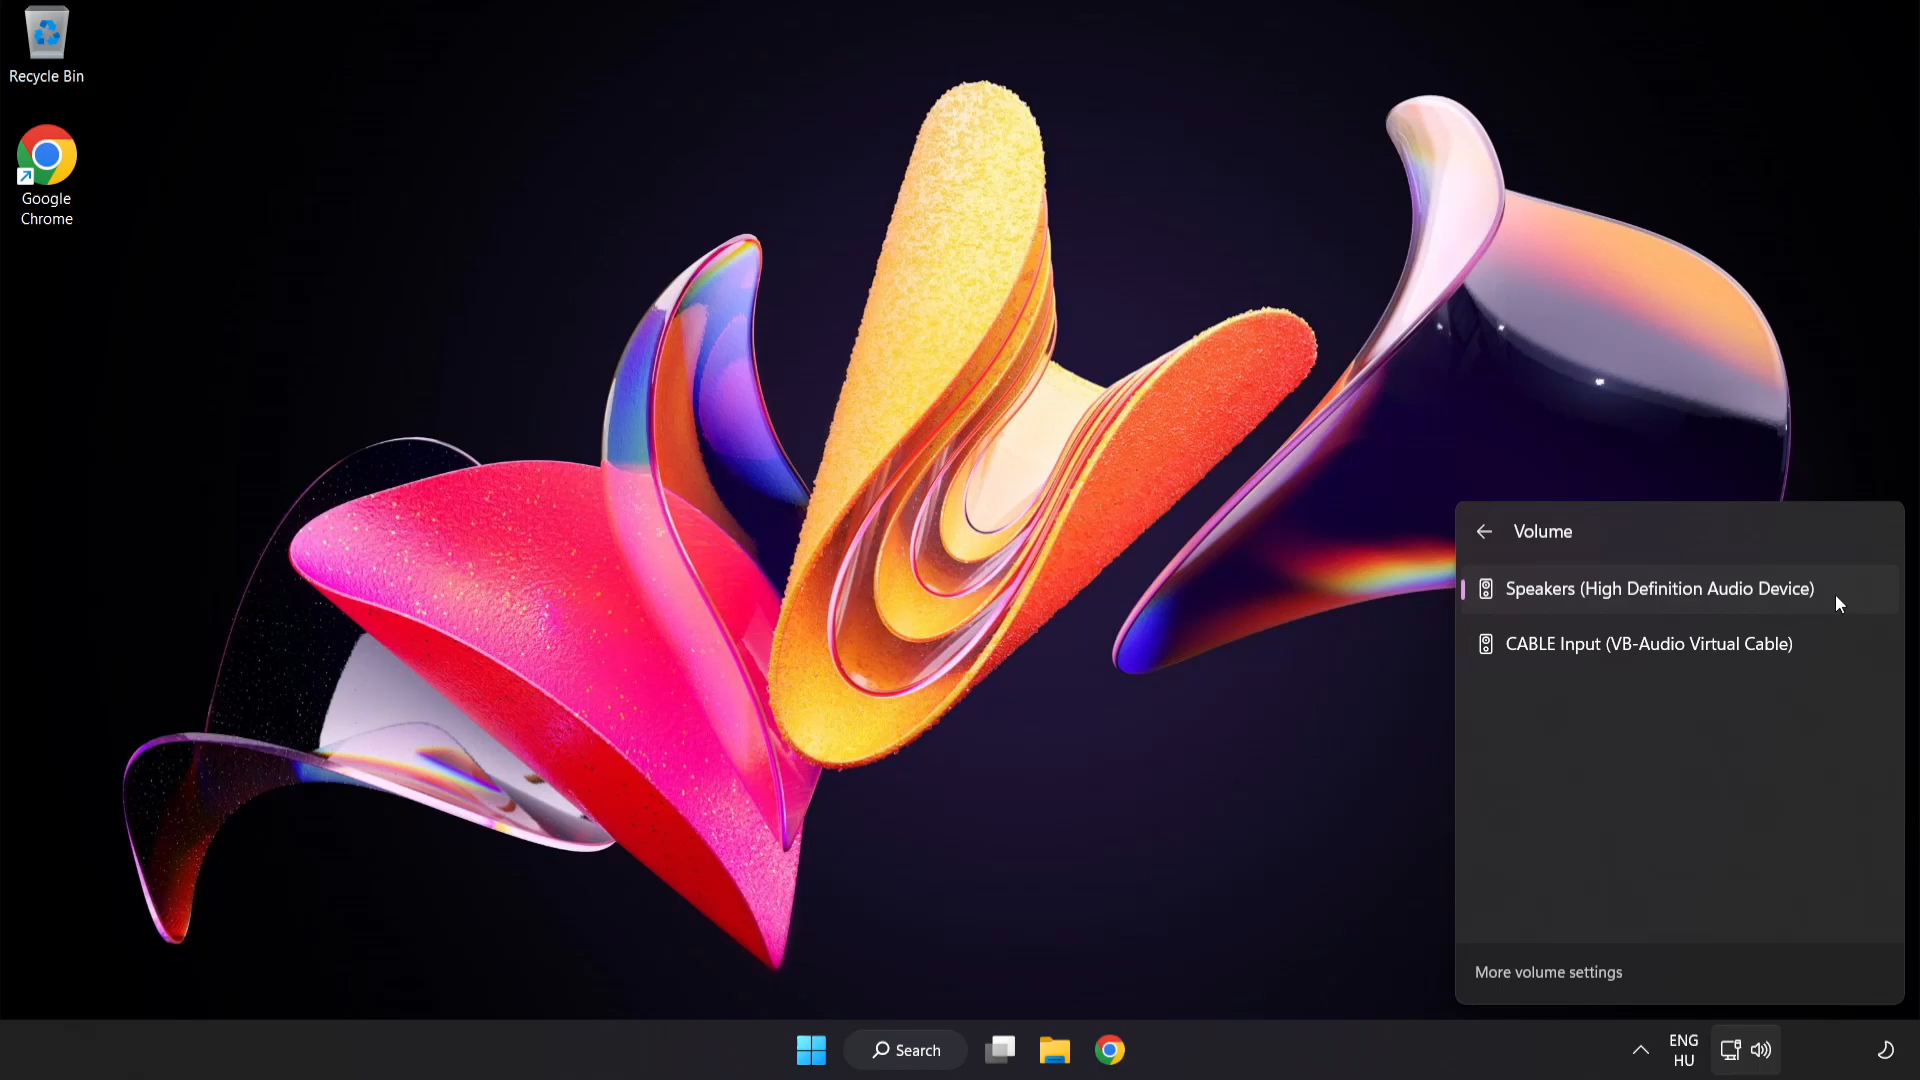 Recycle Bin
Google
Chrome
Volume
Speakers (High Definition Audio Device)
CABLE Input (VB-Audio Virtual Cable)
More volume settings
Search
ENG
HU